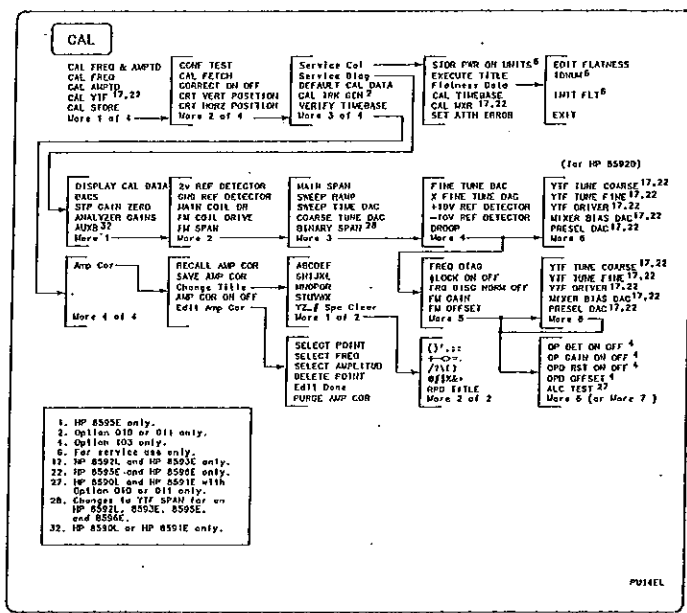 CAL
CAL FREQ & AMPTD
CAL FREQ
CAL AMPTD
CAL YTF 17,22
CAL STORE
More 1 of 4
CONF TEST
CAL FETCH
CORRECT ON OFF
CRT VERT POSITION
CRT HORZ POSITION
More 2 of 4
Service Cal
Service Diag
DEFAULT CAL DATA
CAL TRK GEN 2
VERIFY TIMEBASE
More 3 of 4
STOR PWR ON UNITS 6
EXECUTE TITLE
Flatness Data
CAL TIMEBASE
CAL MXR 17,22
SET ATTN ERROR
EDIT FLATNESS
IDNUM 6
INIT FLT 6
EXIT
(for HP 8592D)
DISPLAY CAL DATA
DACS
STP GAIN ZERO
ANALYZER GAINS
AUXB 32
More 1
2v REF DETECTOR
GND REF DETECTOR
MAIN COIL DR
FM COIL DRIVE
FM SPAN
More 2
MAIN SPAN
SWEEP RAMP
SWEEP TIME DAC
COARSE TUNE DAC
BINARY SPAN 28
More 3
FINE TUNE DAC
X FINE TUNE DAC
+10V REF DETECTOR
-10V REF DETECTOR
DROOP
More 4
YTF TUNE COARSE 17,22
YTF TUNE FINE 17,22
YTF DRIVER 17,22
MIXER BIAS DAC 17,22
PRESEL DAC 17,22
More 6
Amp Cor
More 4 of 4
RECALL AMP COR
SAVE AMP COR
Change Title
AMP COR ON OFF
Edit Amp Cor
ABCDEF
GHIJKL
MNOPQR
STUVWX
YZ_# Spc Clear
More 1 of 2
FREQ DIAG
#LOCK ON OFF
FRQ DISC NORM OFF
FM GAIN
FM OFFSET
More 5
YTF TUNE COARSE 17,22
YTF TUNE FINE 17,22
YTF DRIVER 17,22
MIXER BIAS DAC 17,22
PRESEL DAC 17,22
More 6
SELECT POINT
SELECT FREQ
SELECT AMPLITUD
DELETE POINT
Edit Done
PURGE AMP COR
RPG TITLE
More 2 of 2
QP DET ON OFF 4
QP GAIN ON OFF 4
QPD RST ON OFF 4
QPD OFFSET 4
ALC TEST 27
More 6 (or More 7 )
1. HP 8595E only.
2. Option 010 or 011 only.
4. Option 103 only.
6. For service use only.
17. HP 8592L and HP 8593E only.
22. HP 8595E and HP 8596E only.
27. HP 8590L and HP 8591E with
Option 010 or 011 only.
28. Changes to YTF SPAN for an
HP 8592L, 8593E, 8595E,
and 8596E.
32. HP 8590L or HP 8591E only.
PU14EL